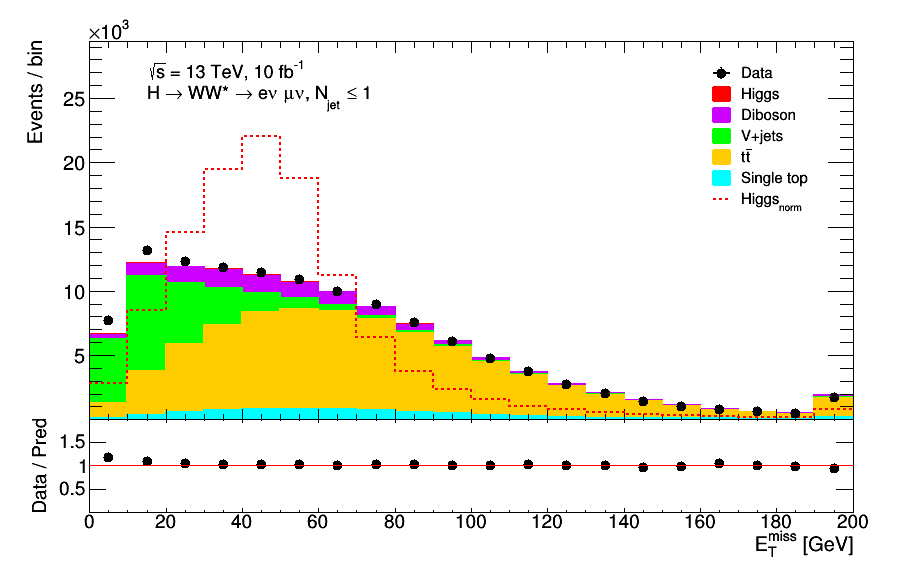 ×10³
Events / bin
25
20
15
10
5
√s = 13 TeV, 10 fb⁻¹
H → WW* → eν μν, N_jet ≤ 1
Data
Higgs
Diboson
V+jets
tt̄
Single top
Higgs_norm
Data / Pred
1.5
1
0.5
0 20 40 60 80 100 120 140 160 180 200
E_T^miss [GeV]